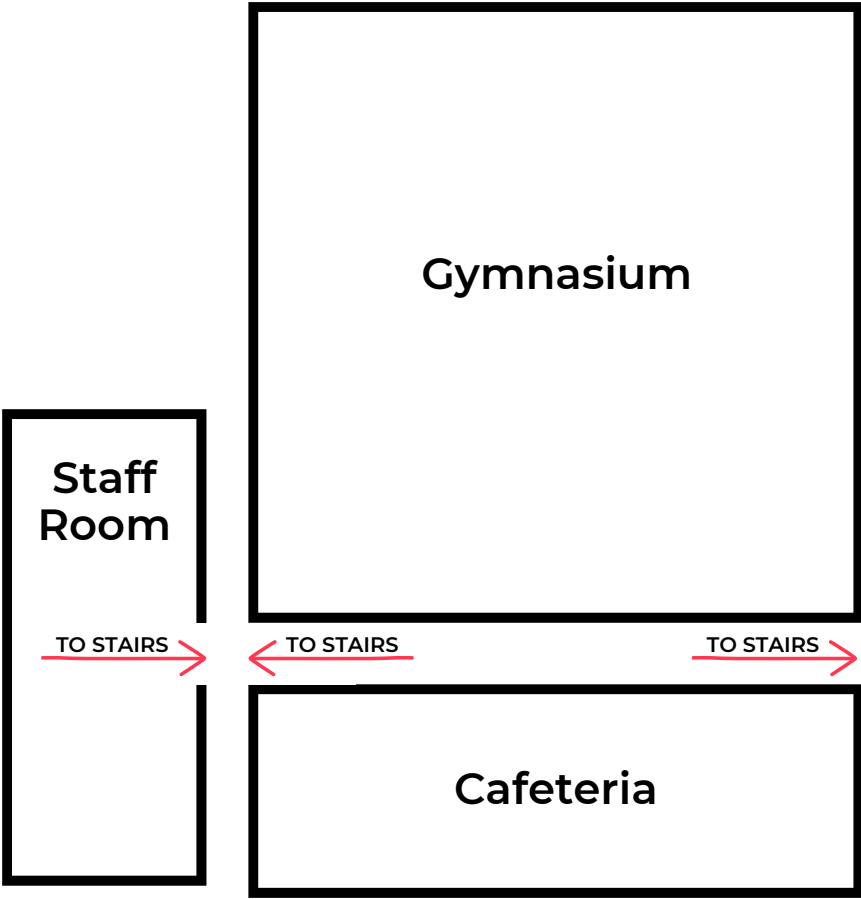 Gymnasium
Staff
Room
TO STAIRS
TO STAIRS
TO STAIRS
Cafeteria